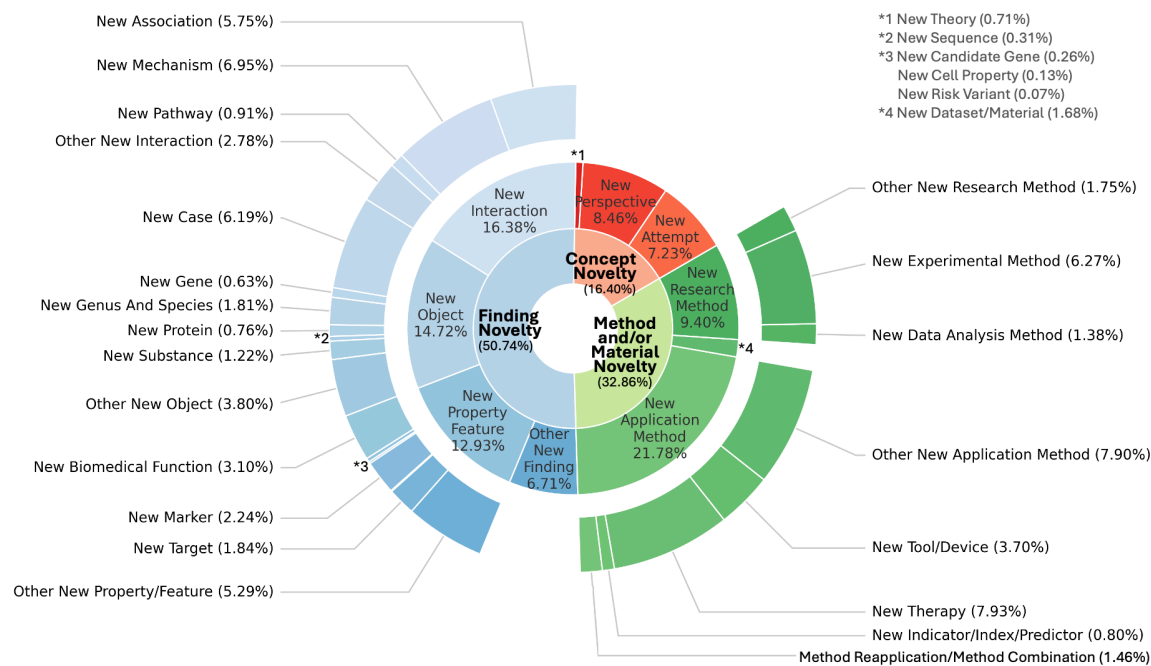 New Association (5.75%)
New Mechanism (6.95%)
New Pathway (0.91%)
Other New Interaction (2.78%)
New Case (6.19%)
New Gene (0.63%)
New Genus And Species (1.81%)
New Protein (0.76%)
*2
New Substance (1.22%)
Other New Object (3.80%)
New Biomedical Function (3.10%)
*3
New Marker (2.24%)
New Target (1.84%)
Other New Property/Feature (5.29%)
*1
New
Interaction
16.38%
New
Object
14.72%
New
Property
Feature
12.93%
Other
New
Finding
6.71%
Finding
Novelty
(50.74%)
New
Perspective
8.46%
New
Attempt
7.23%
Concept
Novelty
(16.40%)
New
Research
Method
9.40%
*4
Method
and/or
Material
Novelty
(32.86%)
New
Application
Method
21.78%
*1 New Theory (0.71%)
*2 New Sequence (0.31%)
*3 New Candidate Gene (0.26%)
New Cell Property (0.13%)
New Risk Variant (0.07%)
*4 New Dataset/Material (1.68%)
Other New Research Method (1.75%)
New Experimental Method (6.27%)
New Data Analysis Method (1.38%)
Other New Application Method (7.90%)
New Tool/Device (3.70%)
New Therapy (7.93%)
New Indicator/Index/Predictor (0.80%)
Method Reapplication/Method Combination (1.46%)